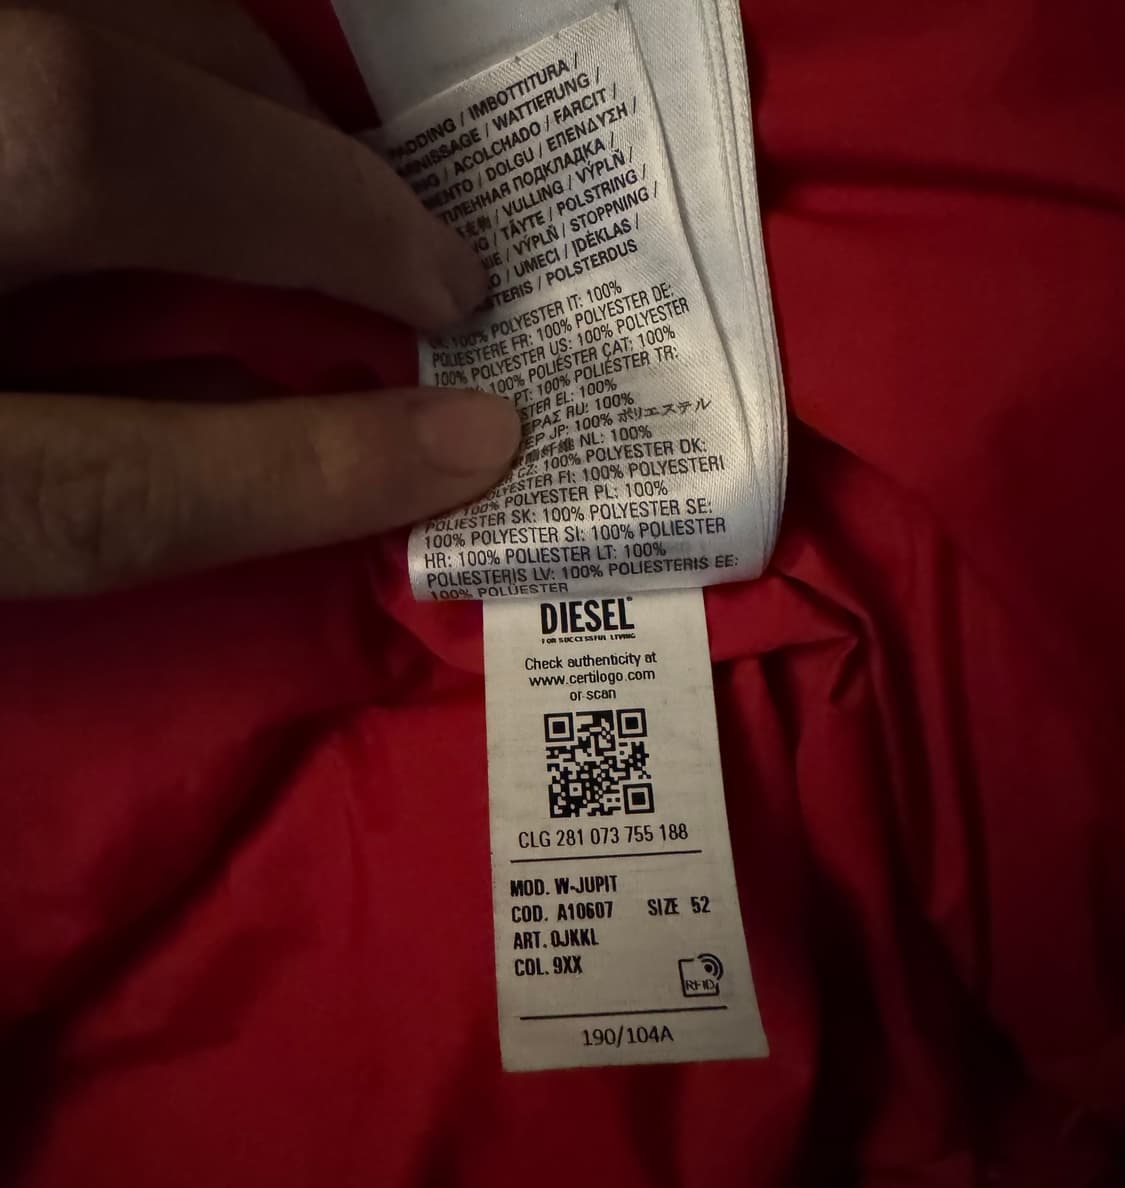 PADDING / IMBOTTITURA /
/ WATTIERUNG /
/ ACOLCHADO / FARCIT /
/ DOLGU / ΕΠΕΝΔΥΣΗ /
ПОДКЛАДКА /
/ VULLING / VÝPLŇ /
/ TÄYTE / POLSTRING /
/ VÝPLŇ / STOPPNING /
/ UMECI / ĮDĖKLAS /
/ POLSTERDUS
100% POLYESTER IT: 100%
POLIESTERE FR: 100% POLYESTER DE:
100% POLYESTER US: 100% POLYESTER
100% POLIÉSTER CAT: 100%
PT: 100% POLIÉSTER TR:
EL: 100%
RU: 100%
JP: 100% ポリエステル
NL: 100%
CZ: 100% POLYESTER DK:
POLYESTER FI: 100% POLYESTERI
100% POLYESTER PL: 100%
POLIESTER SK: 100% POLYESTER SE:
100% POLYESTER SI: 100% POLIESTER
HR: 100% POLIESTER LT: 100%
POLIESTERIS LV: 100% POLIESTERIS EE:
100% POLÜESTER
DIESEL
FOR SUCCESSFUL LIVING
Check authenticity at
www.certilogo.com
or scan
CLG 281 073 755 188
MOD. W-JUPIT
COD. A10607 SIZE 52
ART. 0JKKL
COL. 9XX
RFID
190/104A